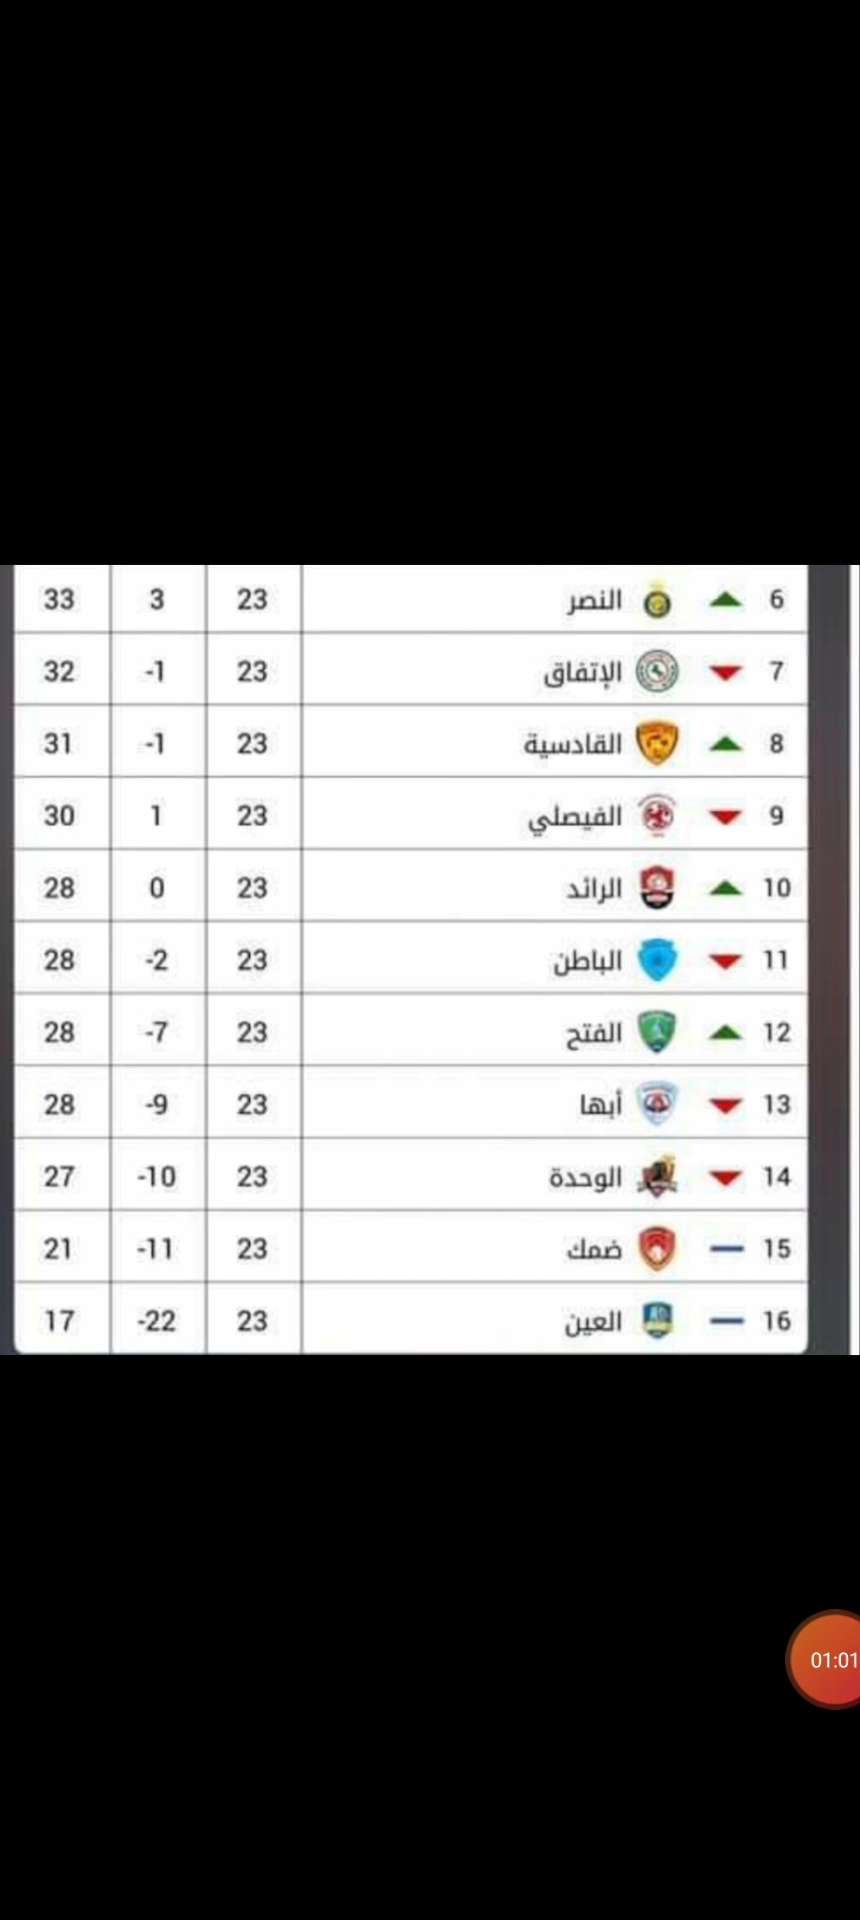 6 النصر 23 3 33
7 الإتفاق 23 -1 32
8 القادسية 23 -1 31
9 الفيصلي 23 1 30
10 الرائد 23 0 28
11 الباطن 23 -2 28
12 الفتح 23 -7 28
13 أبها 23 -9 28
14 الوحدة 23 -10 27
15 ضمك 23 -11 21
16 العين 23 -22 17
01:01